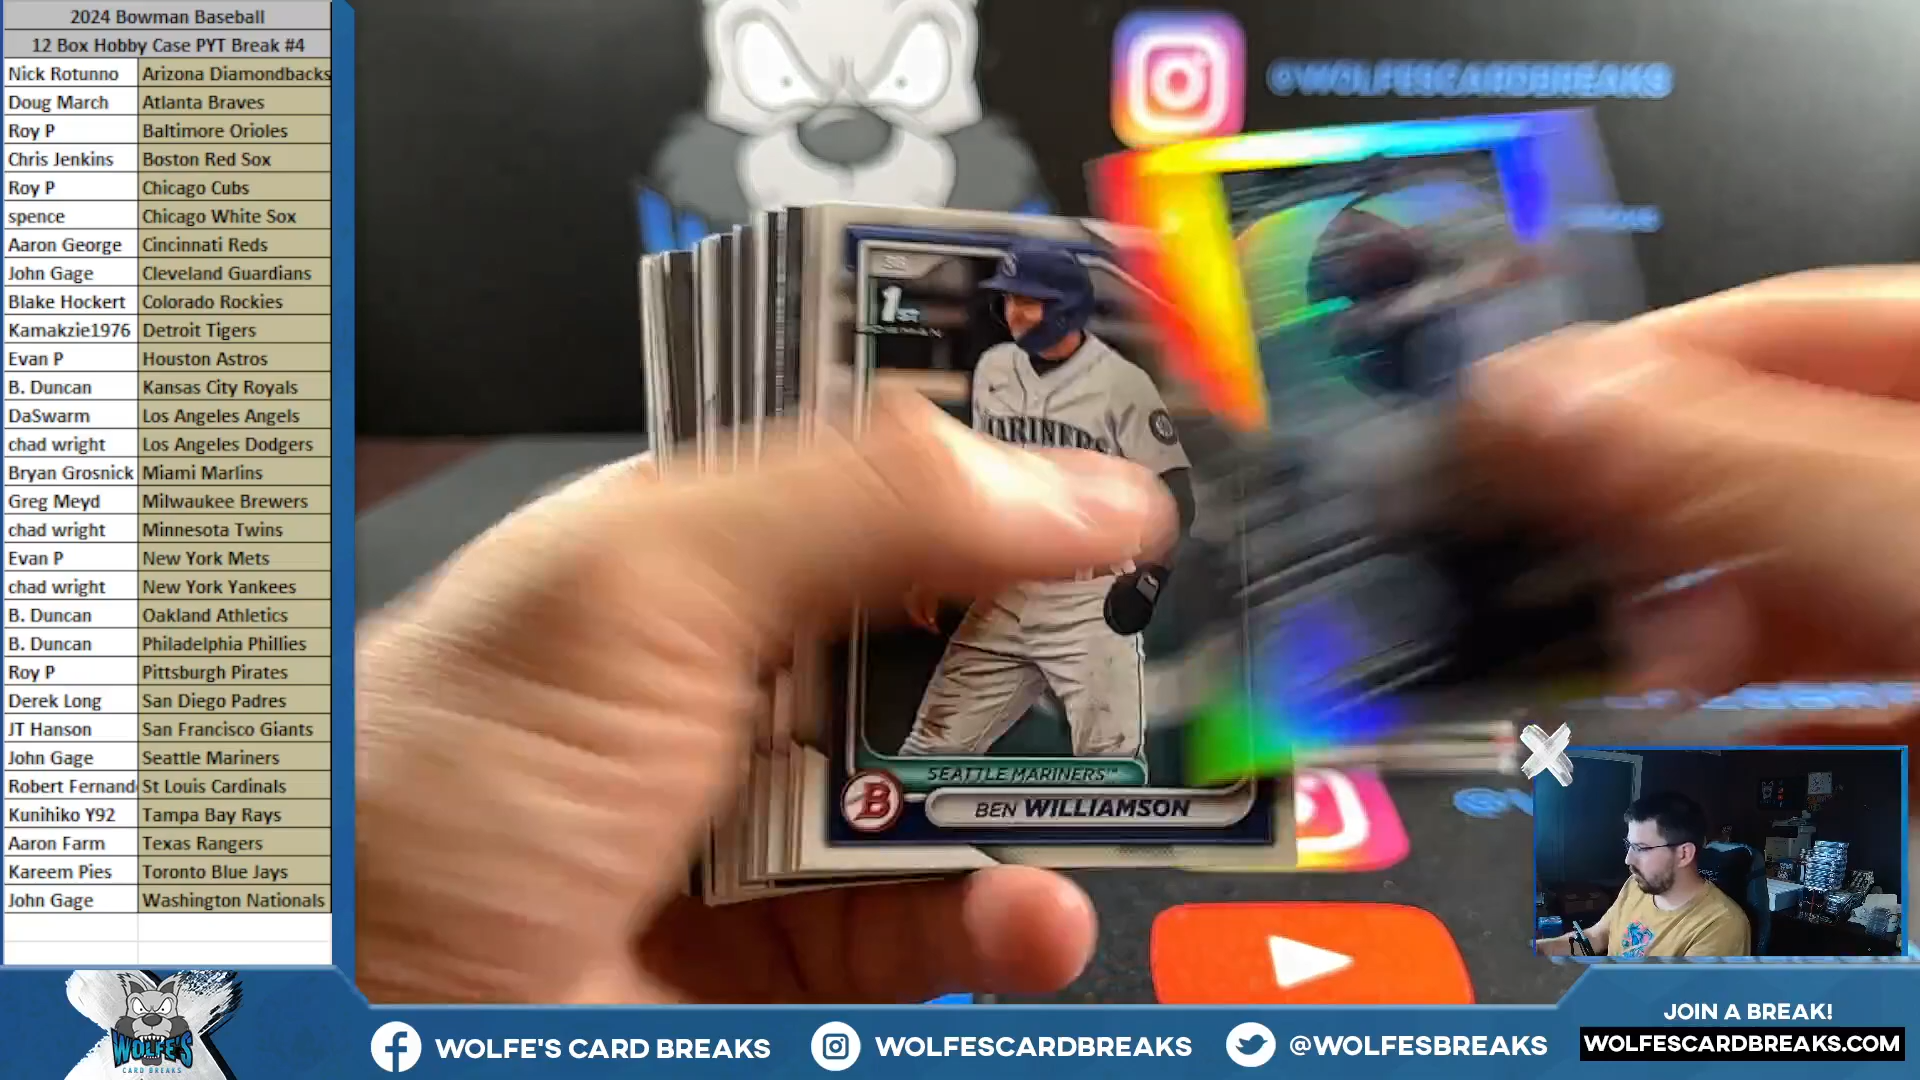 2024 Bowman Baseball
12 Box Hobby Case PYT Break #4
Nick Rotunno Arizona Diamondbacks
Doug March Atlanta Braves
Roy P Baltimore Orioles
Chris Jenkins Boston Red Sox
Roy P Chicago Cubs
spence Chicago White Sox
Aaron George Cincinnati Reds
John Gage Cleveland Guardians
Blake Hockert Colorado Rockies
Kamakzie1976 Detroit Tigers
Evan P Houston Astros
B. Duncan Kansas City Royals
DaSwarm Los Angeles Angels
chad wright Los Angeles Dodgers
Bryan Grosnick Miami Marlins
Greg Meyd Milwaukee Brewers
chad wright Minnesota Twins
Evan P New York Mets
chad wright New York Yankees
B. Duncan Oakland Athletics
B. Duncan Philadelphia Phillies
Roy P Pittsburgh Pirates
Derek Long San Diego Padres
JT Hanson San Francisco Giants
John Gage Seattle Mariners
Robert Fernand St Louis Cardinals
Kunihiko Y92 Tampa Bay Rays
Aaron Farm Texas Rangers
Kareem Pies Toronto Blue Jays
John Gage Washington Nationals
@WOLFESCARDBREAKS
1ST
BOWMAN
MARINERS
SEATTLE MARINERS™
B
BEN WILLIAMSON
WOLFE'S
CARD BREAKS
WOLFE'S CARD BREAKS
WOLFESCARDBREAKS
@WOLFESBREAKS
JOIN A BREAK!
WOLFESCARDBREAKS.COM